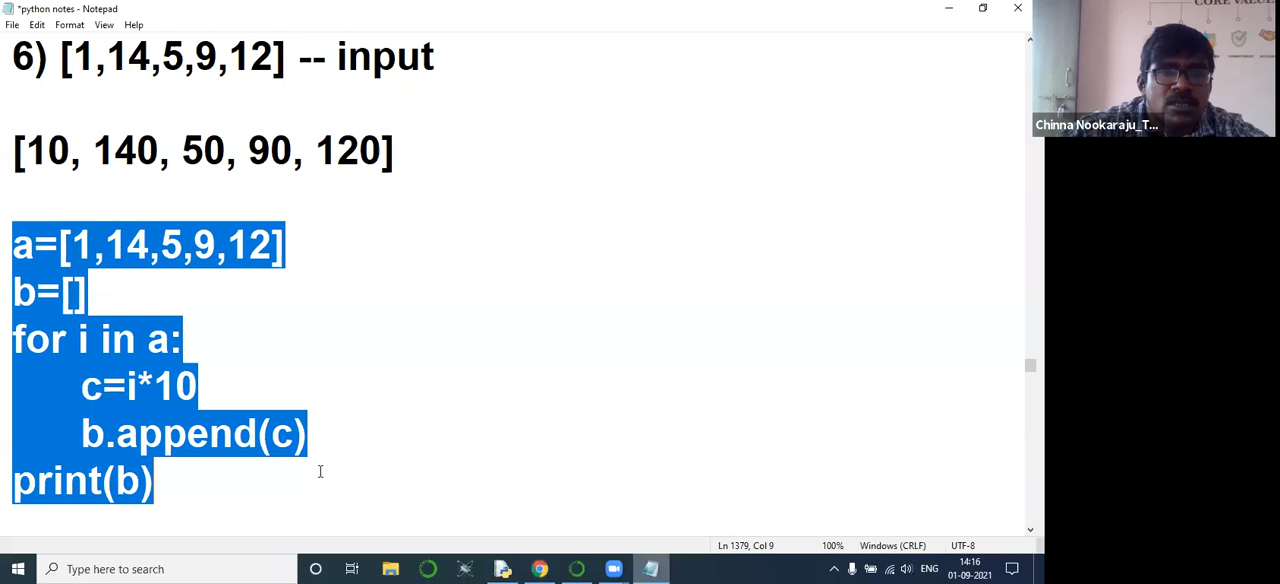 *python notes - Notepad
File Edit Format View Help
6) [1,14,5,9,12] -- input
[10, 140, 50, 90, 120]
a=[1,14,5,9,12]
b=[]
for i in a:
c=i*10
b.append(c)
print(b)
CORE VALUES
Chinna Nookaraju_T...
Ln 1379, Col 9 100% Windows (CRLF) UTF-8
Type here to search
ENG
14:16
01-09-2021